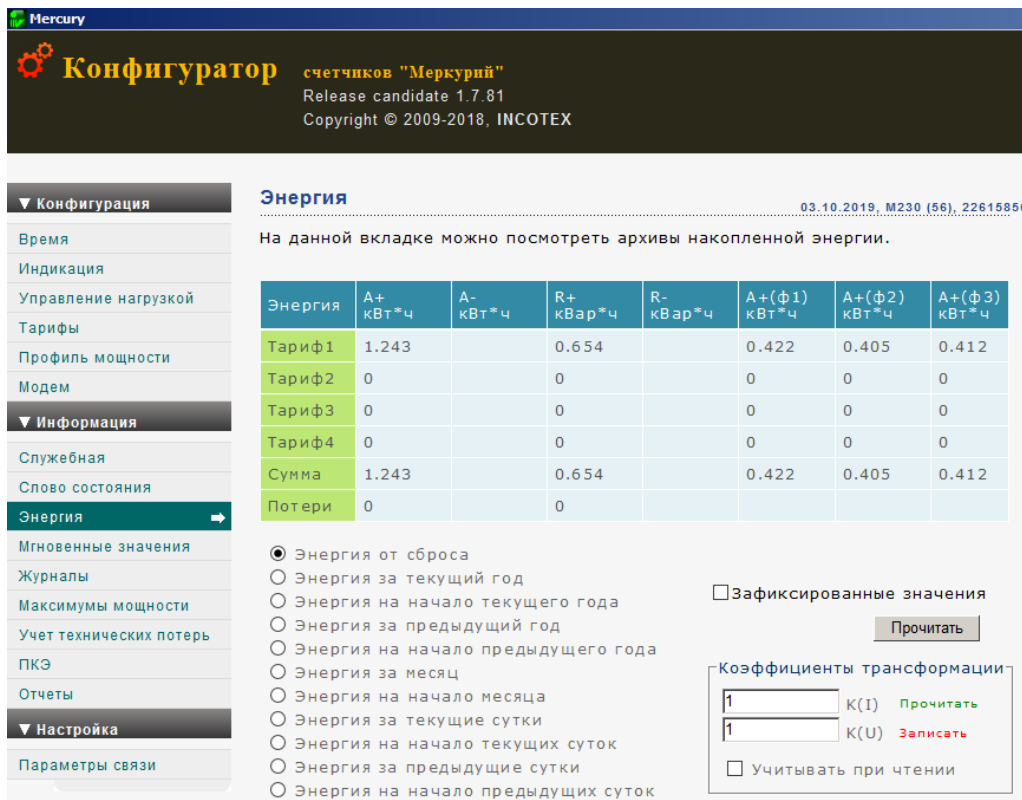 Mercury
Конфигуратор счетчиков "Меркурий"
Release candidate 1.7.81
Copyright © 2009-2018, INCOTEX
▼ Конфигурация
Время
Индикация
Управление нагрузкой
Тарифы
Профиль мощности
Модем
▼ Информация
Служебная
Слово состояния
Энергия
Мгновенные значения
Журналы
Максимумы мощности
Учет технических потерь
ПКЭ
Отчеты
▼ Настройка
Параметры связи
Энергия
03.10.2019, M230 (56), 2261585
На данной вкладке можно посмотреть архивы накопленной энергии.
Энергия A+ кВт*ч A- кВт*ч R+ кВар*ч R- кВар*ч A+(ф1) кВт*ч A+(ф2) кВт*ч A+(ф3) кВт*ч
Тариф1 1.243 0.654 0.422 0.405 0.412
Тариф2 0 0 0 0 0
Тариф3 0 0 0 0 0
Тариф4 0 0 0 0 0
Сумма 1.243 0.654 0.422 0.405 0.412
Потери 0 0
Энергия от сброса
Энергия за текущий год
Энергия на начало текущего года
Энергия за предыдущий год
Энергия на начало предыдущего года
Энергия за месяц
Энергия на начало месяца
Энергия за текущие сутки
Энергия на начало текущих суток
Энергия за предыдущие сутки
Энергия на начало предыдущих суток
Зафиксированные значения
Прочитать
Коэффициенты трансформации
1 K(I) Прочитать
1 K(U) Записать
Учитывать при чтении